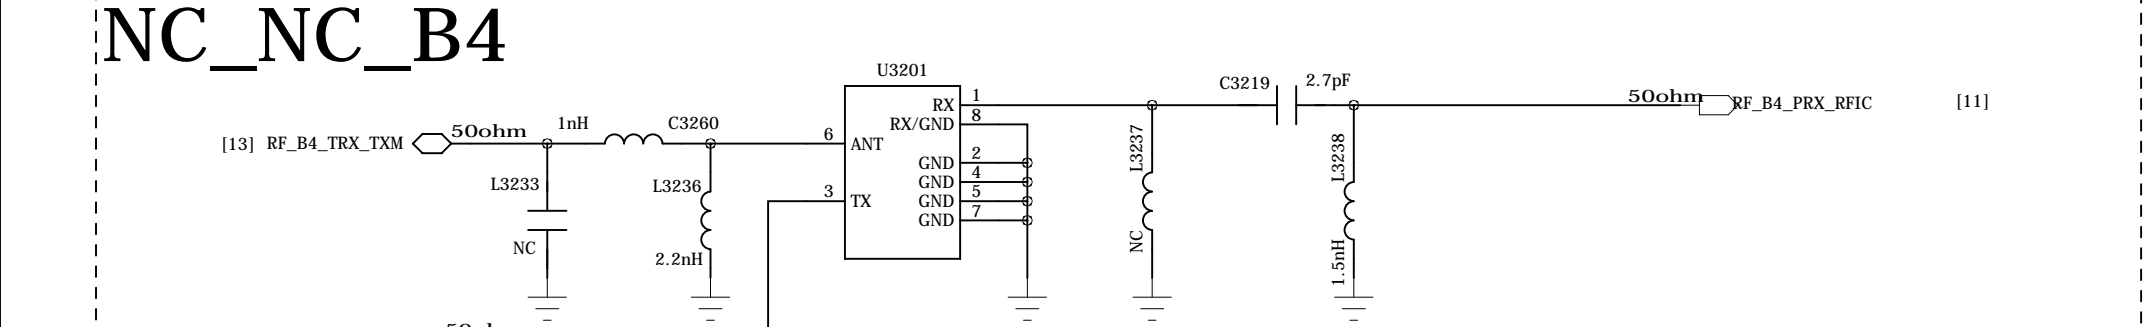 NC_NC_B4
U3201
C3219 2.7pF
[13] RF_B4_TRX_TXM 50ohm 1nH C3260
6 ANT
3 TX
RX 1
RX/GND 8
GND 2
GND 4
GND 5
GND 7
L3233
NC
L3236
2.2nH
L3237
NC
L3238
1.5nH
50ohm RF_B4_PRX_RFIC [11]